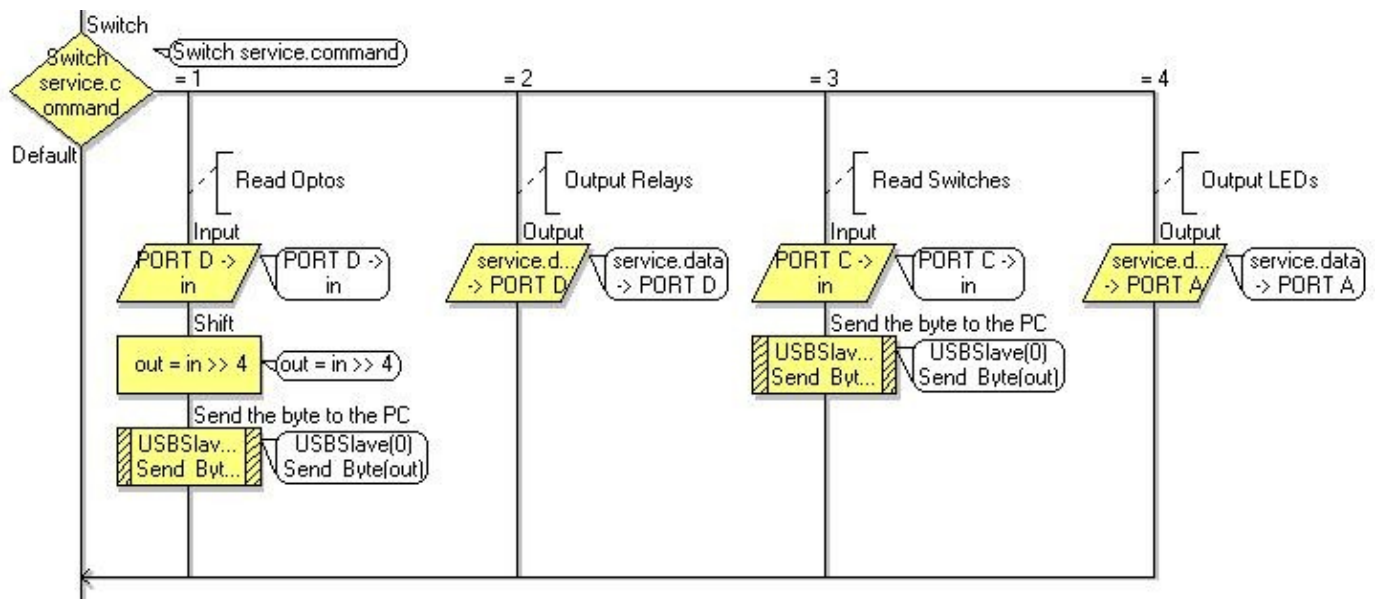 Switch
Switch service.c ommand
Switch service.command
= 1
= 2
= 3
= 4
Default
Read Optos
Output Relays
Read Switches
Output LEDs
Input
PORT D ->
in
PORT D ->
in
Shift
out = in >> 4
out = in >> 4
Send the byte to the PC
USBSlav...
Send Byt...
USBSlave(0)
Send Byte(out)
Output
service.d...
-> PORT D
service.data
-> PORT D
Input
PORT C ->
in
PORT C ->
in
Send the byte to the PC
USBSlav...
Send Byt...
USBSlave(0)
Send Byte(out)
Output
service.d...
-> PORT A
service.data
-> PORT A